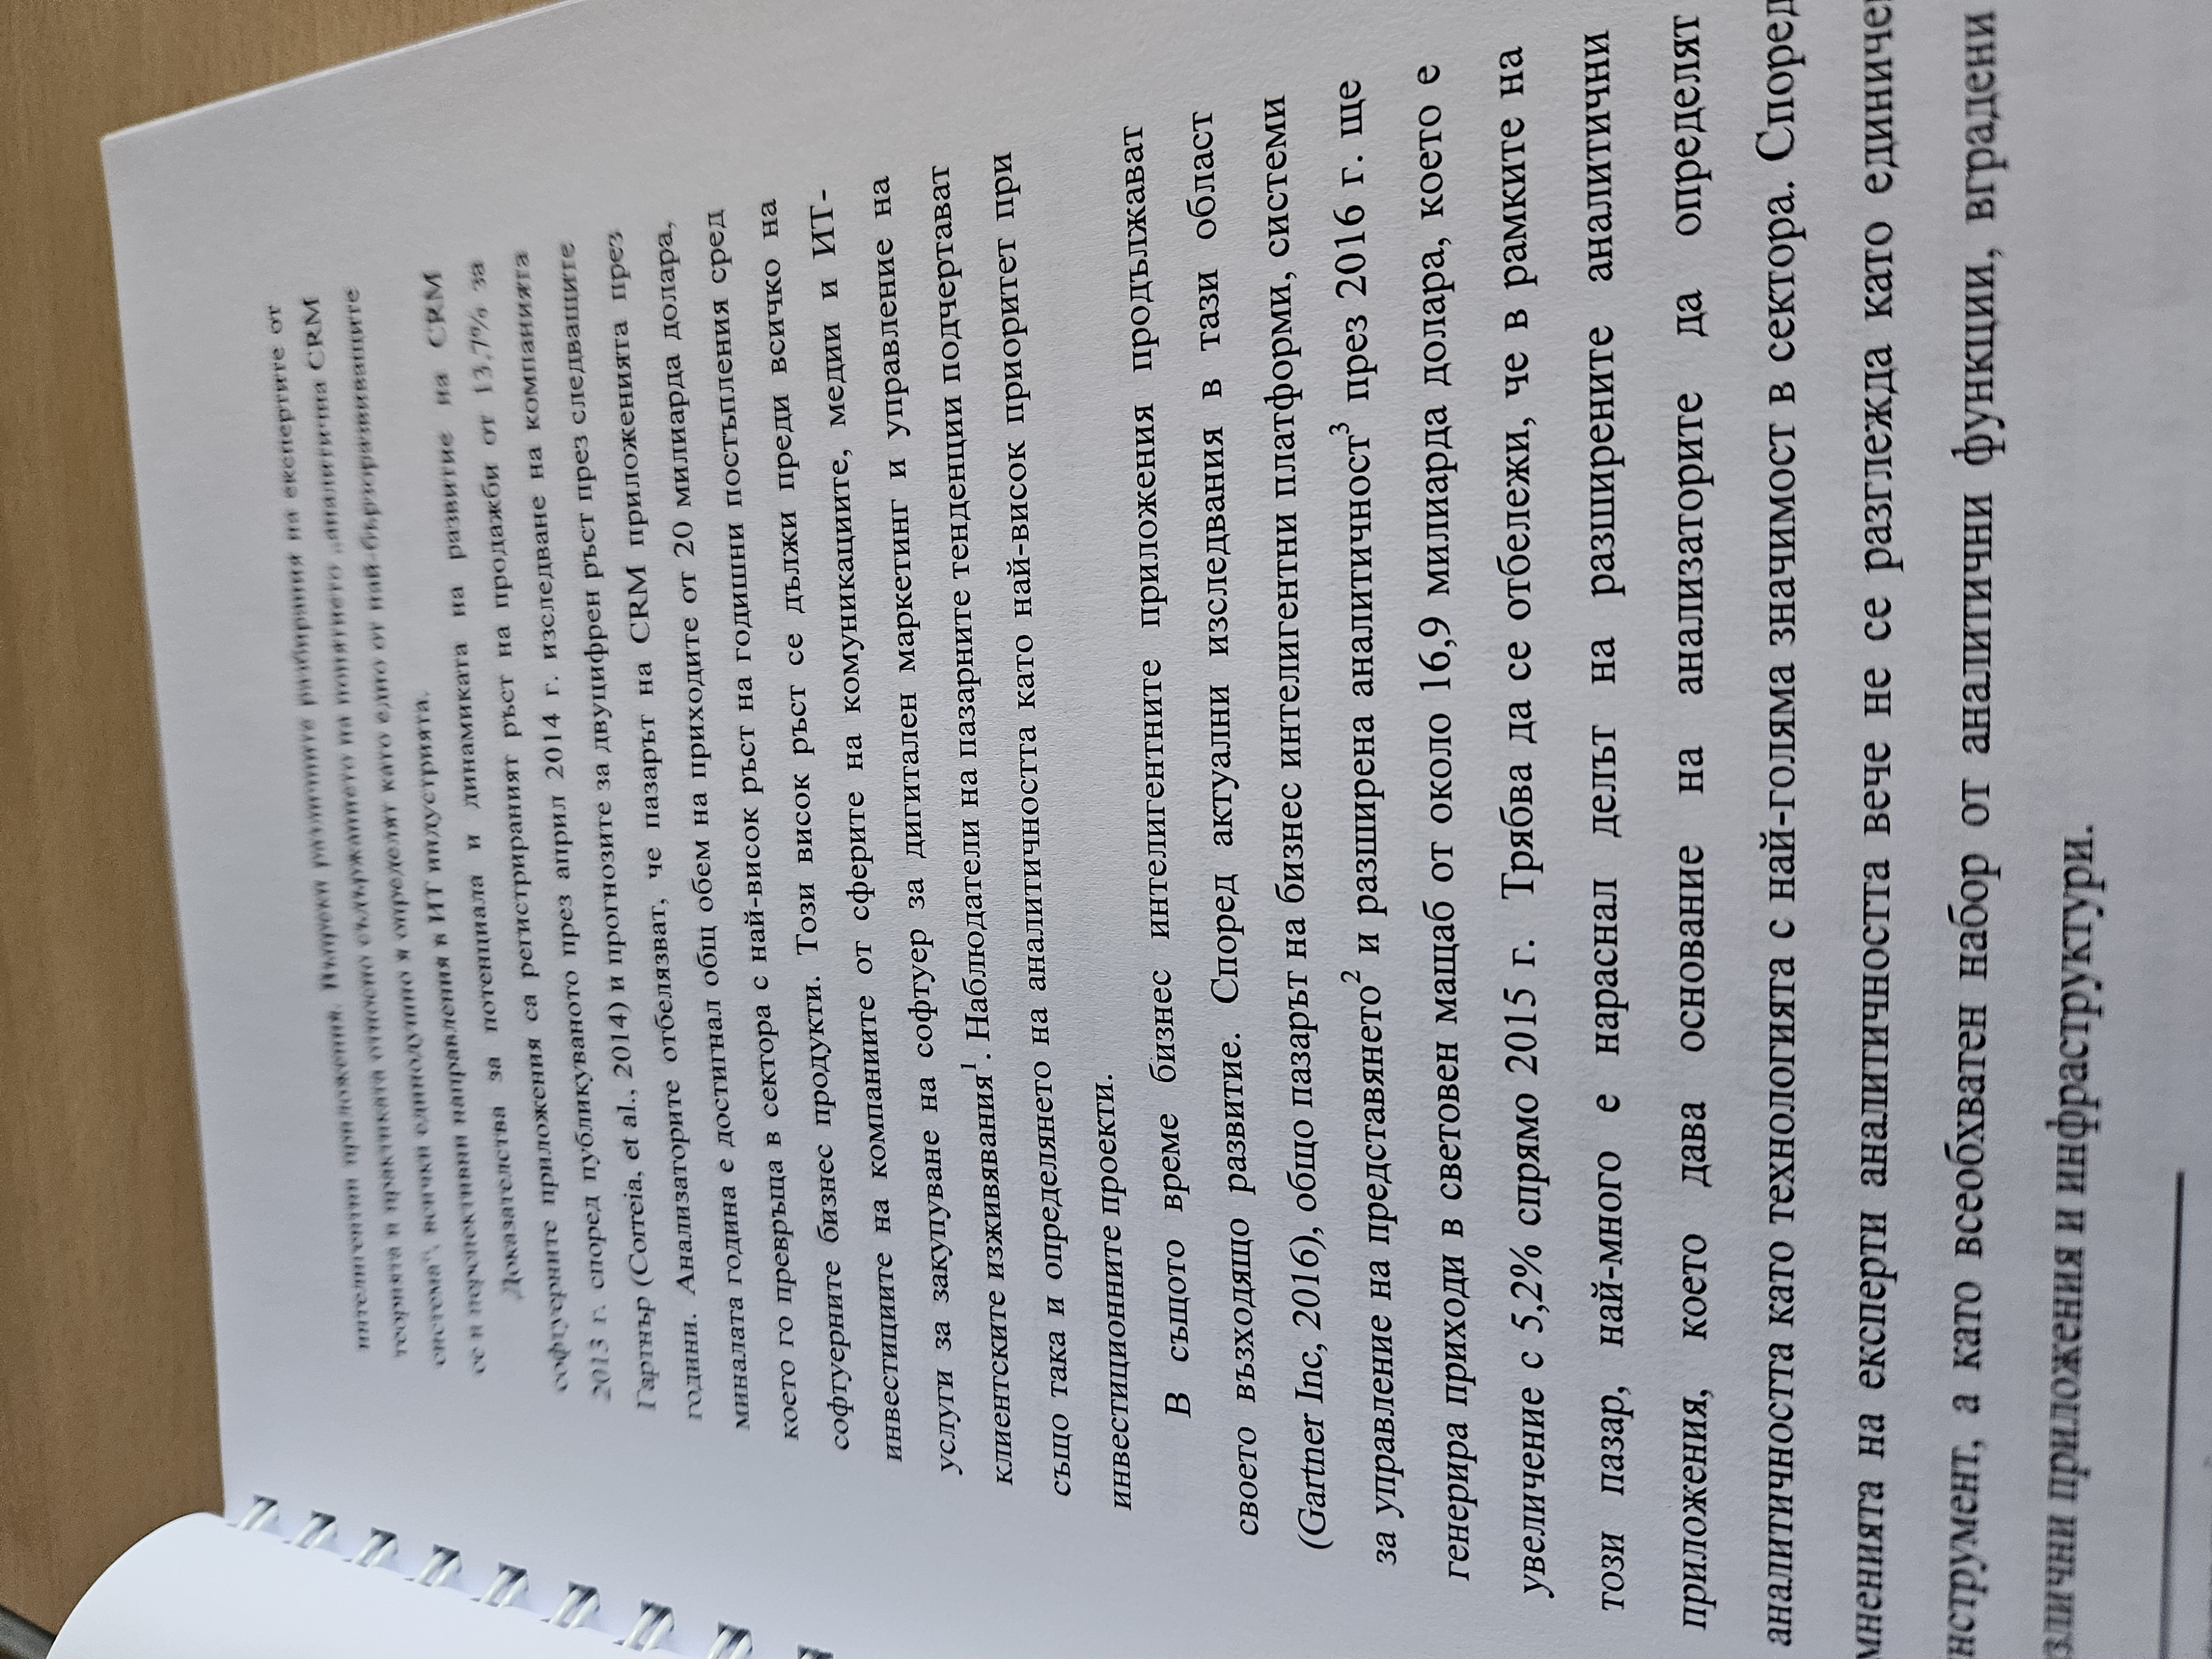 интелигентни приложения. Въпреки различните разбирания на експертите от
теорията и практиката относно съдържанието на понятието „аналитична CRM
система“, всички единодушно я определят като едно от най-бързоразвиващите
се и перспективни направления в ИТ индустрията.
Доказателства за потенциала и динамиката на развитие на CRM
софтуерните приложения са регистрираният ръст на продажби от 13,7% за
2013 г. според публикуваното през април 2014 г. изследване на компанията
Гартнър (Correia, et al., 2014) и прогнозите за двуцифрен ръст през следващите
години. Анализаторите отбелязват, че пазарът на CRM приложенията през
миналата година е достигнал общ обем на приходите от 20 милиарда долара,
което го превръща в сектора с най-висок ръст на годишни постъпления сред
софтуерните бизнес продукти. Този висок ръст се дължи преди всичко на
инвестициите на компаниите от сферите на комуникациите, медии и ИТ-
услуги за закупуване на софтуер за дигитален маркетинг и управление на
клиентските изживявания¹. Наблюдатели на пазарните тенденции подчертават
също така и определянето на аналитичността като най-висок приоритет при
инвестиционните проекти.
В същото време бизнес интелигентните приложения продължават
своето възходящо развитие. Според актуални изследвания в тази област
(Gartner Inc, 2016), общо пазарът на бизнес интелигентни платформи, системи
за управление на представянето² и разширена аналитичност³ през 2016 г. ще
генерира приходи в световен мащаб от около 16,9 милиарда долара, което е
увеличение с 5,2% спрямо 2015 г. Трябва да се отбележи, че в рамките на
този пазар, най-много е нараснал делът на разширените аналитични
приложения, което дава основание на анализаторите да определят
аналитичността като технологията с най-голяма значимост в сектора. Според
мненията на експерти аналитичността вече не се разглежда като единиче
нструмент, а като всеобхватен набор от аналитични функции, вградени
злични приложения и инфраструктури.